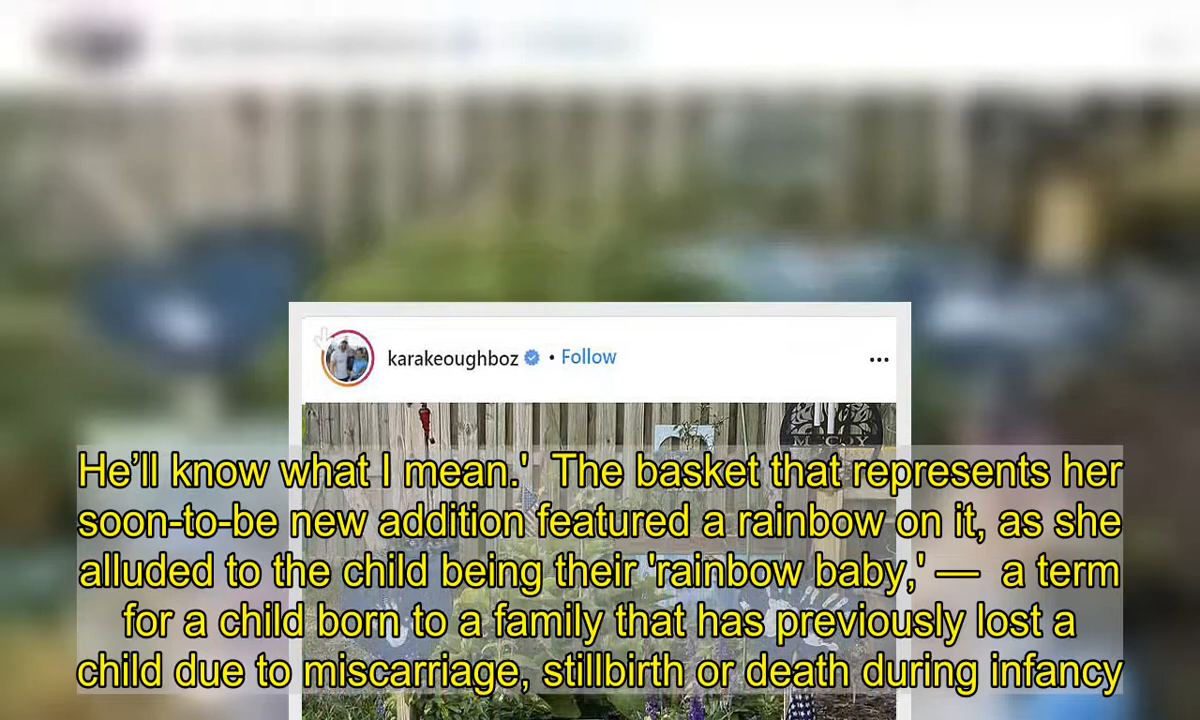 karakeoughboz • Follow
McCOY
He’ll know what I mean.' The basket that represents her
soon-to-be new addition featured a rainbow on it, as she
alluded to the child being their 'rainbow baby,' — a term
for a child born to a family that has previously lost a
child due to miscarriage, stillbirth or death during infancy